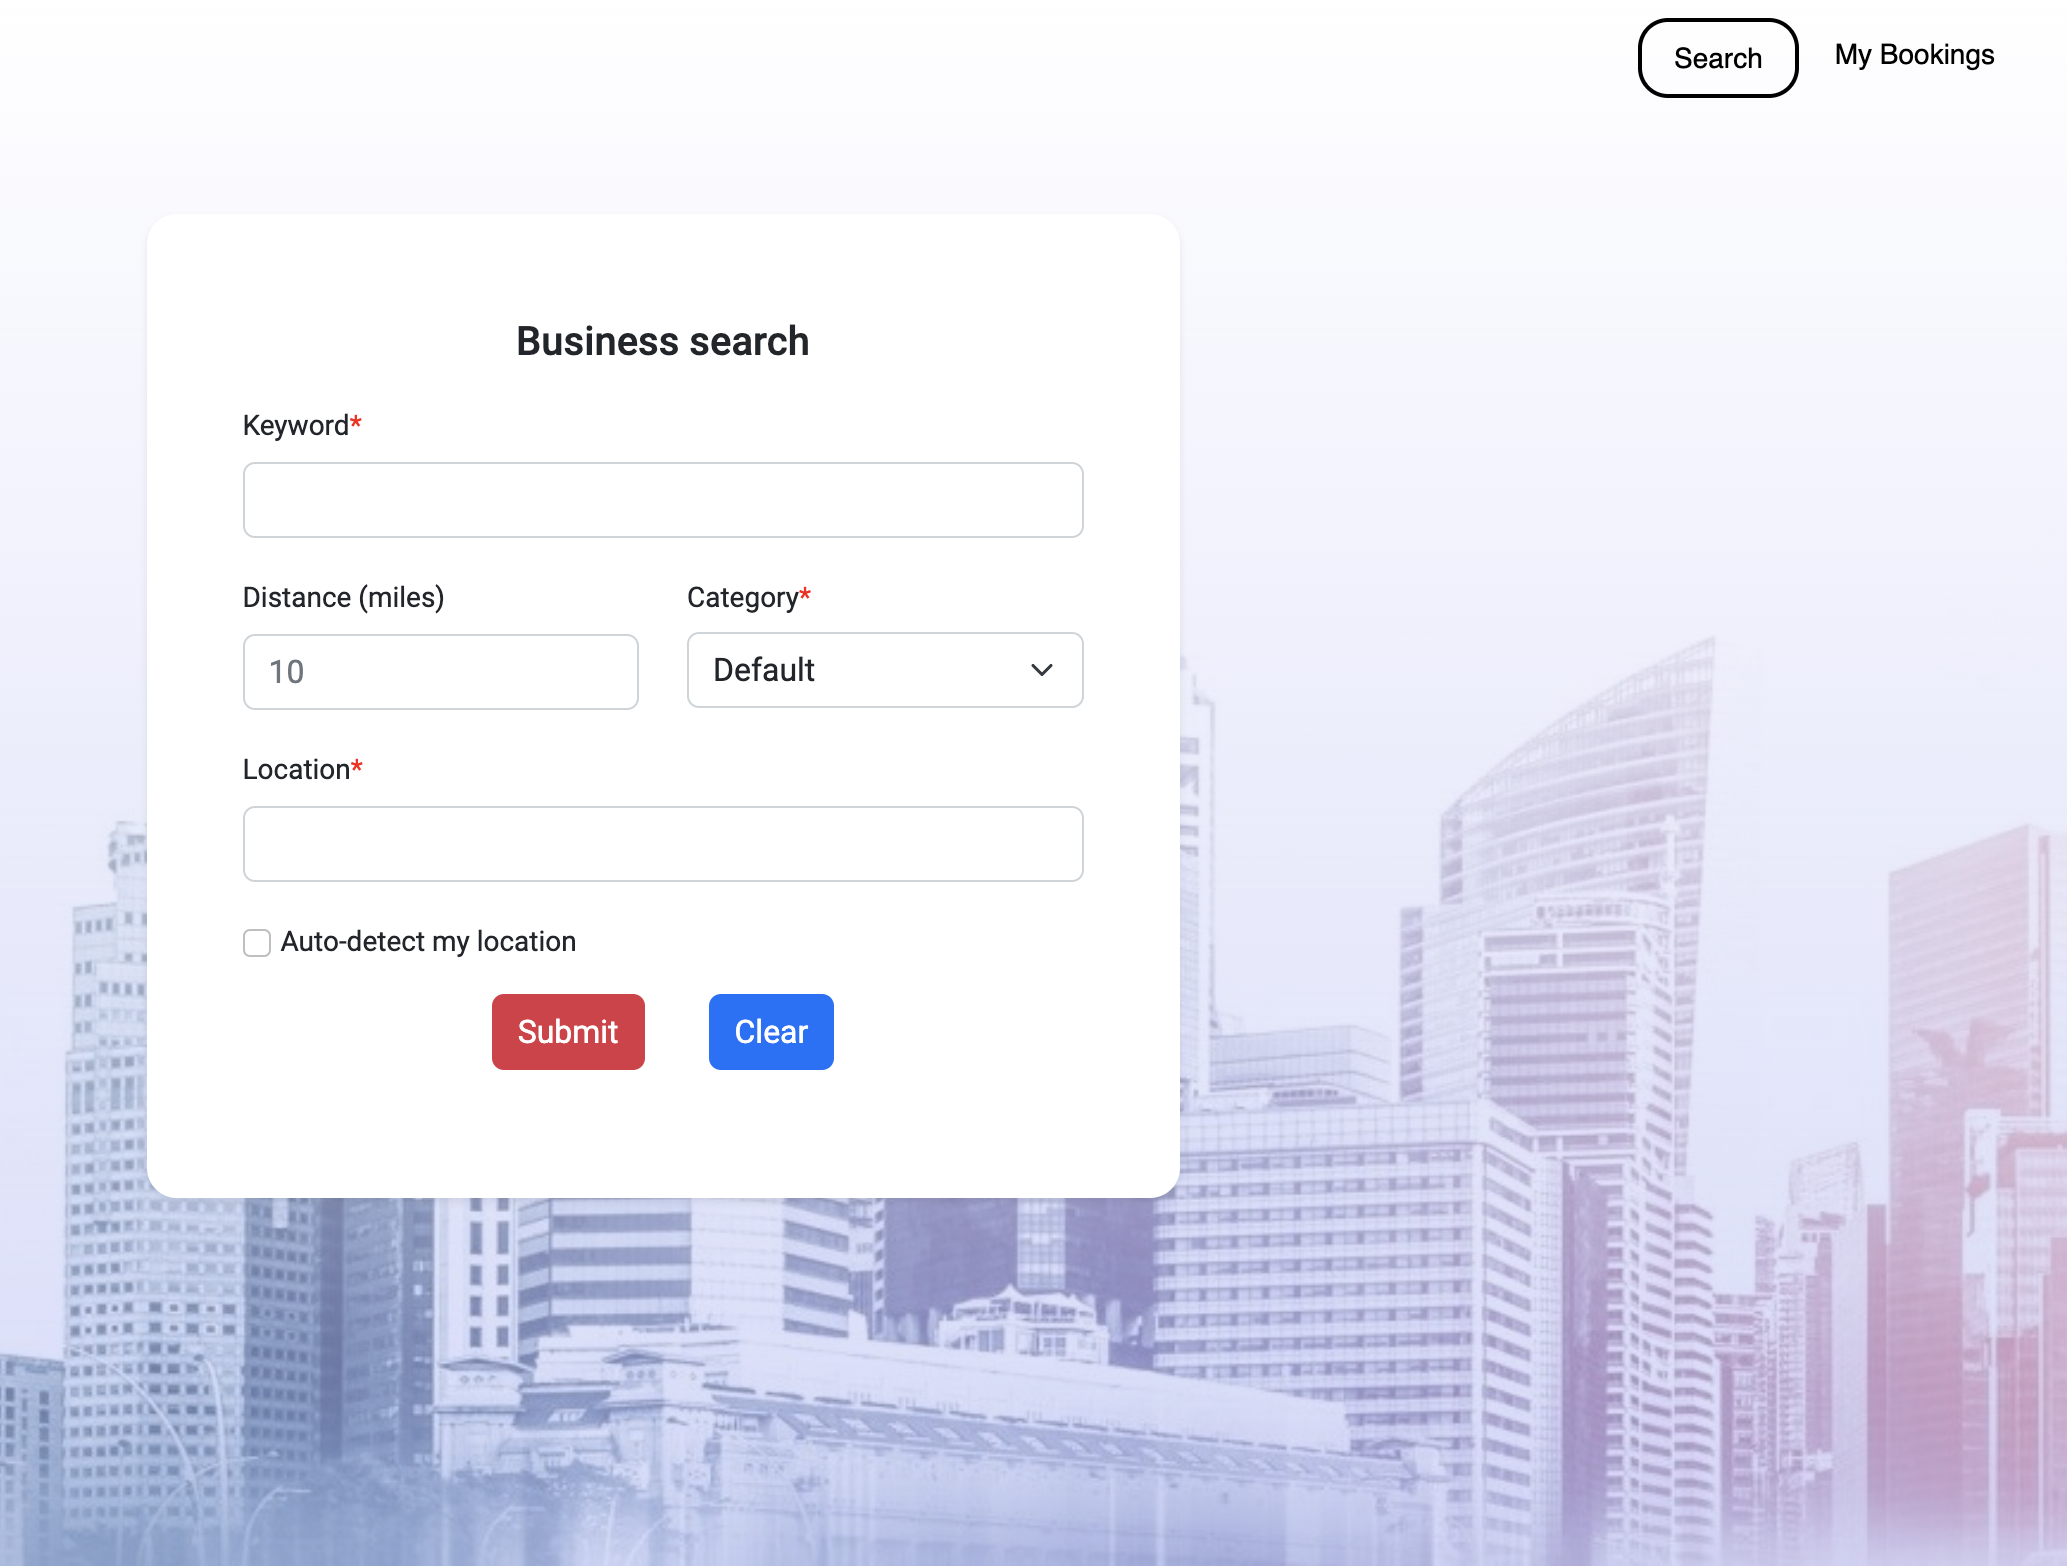 Search My Bookings
Business search
Keyword*
Distance (miles) Category*
10 Default
Location*
Auto-detect my location
Submit Clear